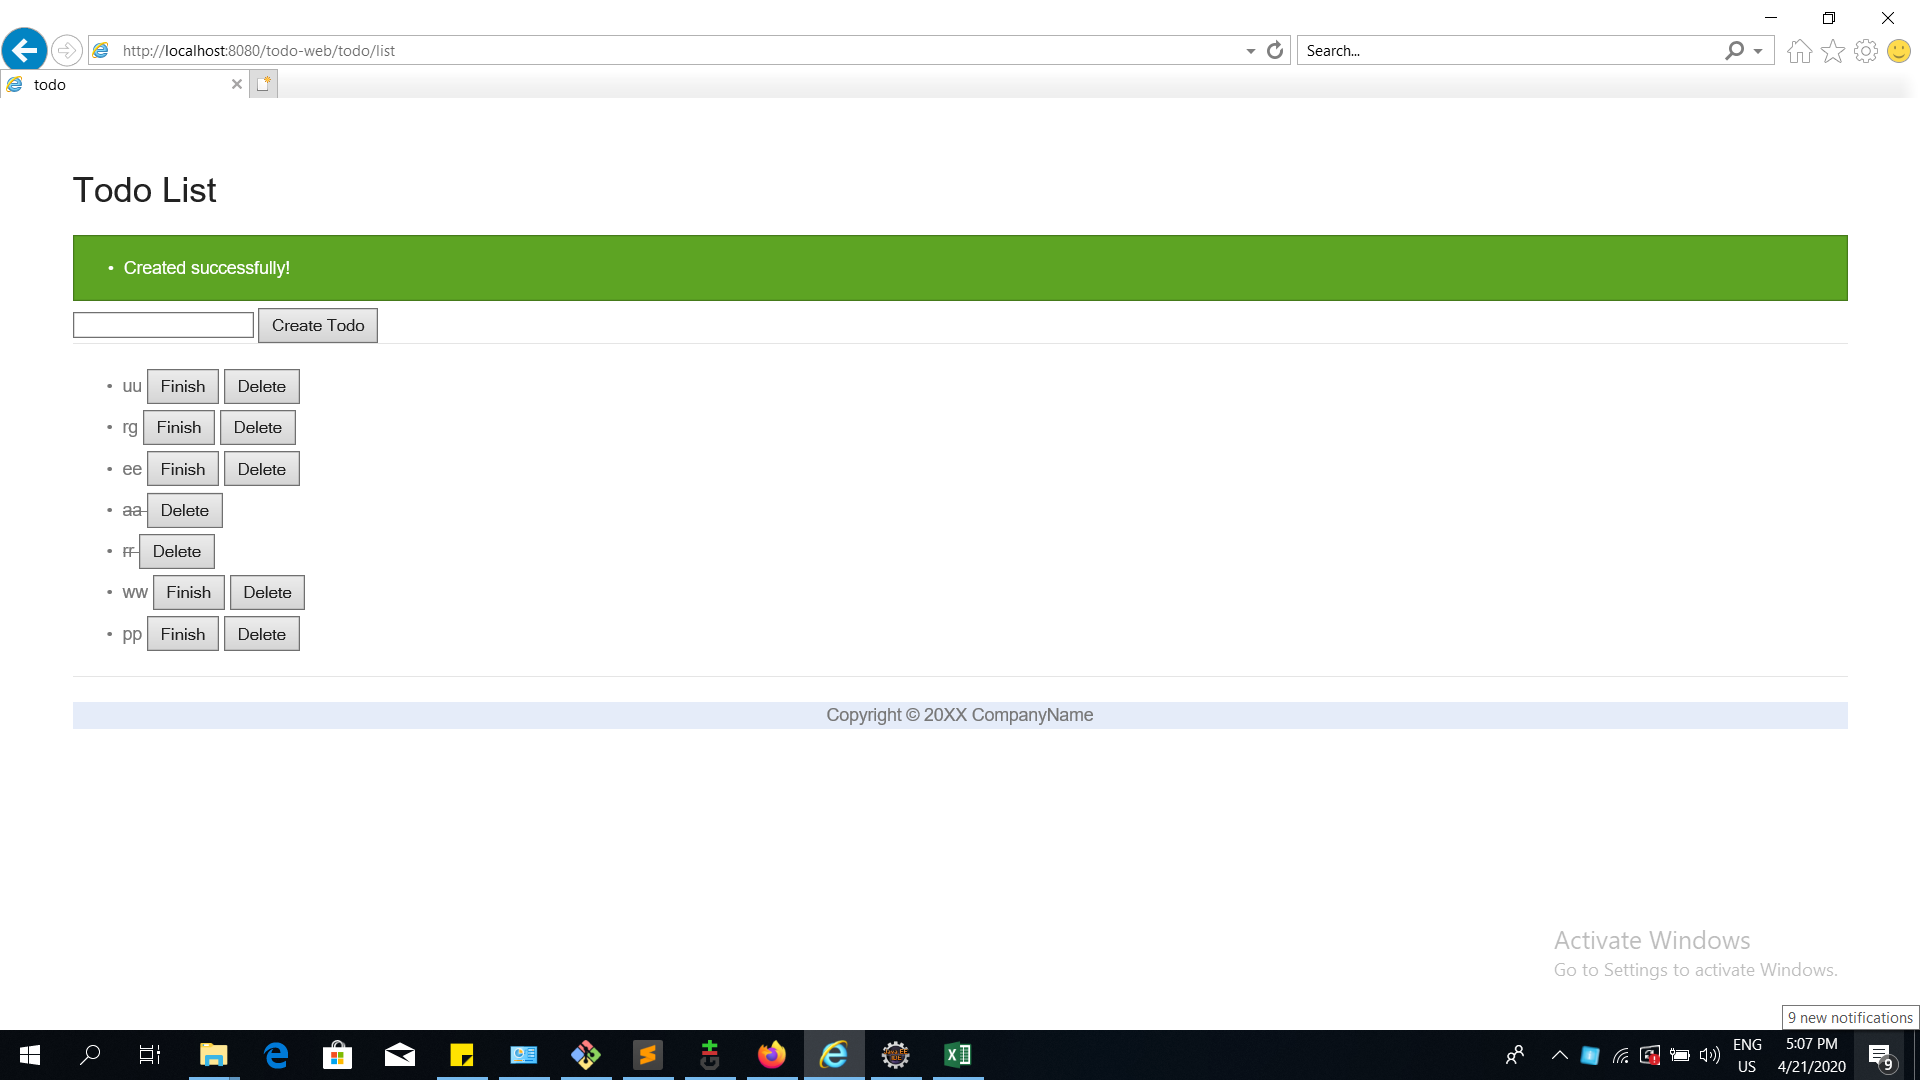 http://localhost:8080/todo-web/todo/list
Search...
todo
Todo List
• Created successfully!
Create Todo
• uu Finish Delete
• rg Finish Delete
• ee Finish Delete
• aa Delete
• rr Delete
• ww Finish Delete
• pp Finish Delete
Copyright © 20XX CompanyName
Activate Windows
Go to Settings to activate Windows.
9 new notifications
ENG
US
5:07 PM
4/21/2020
9